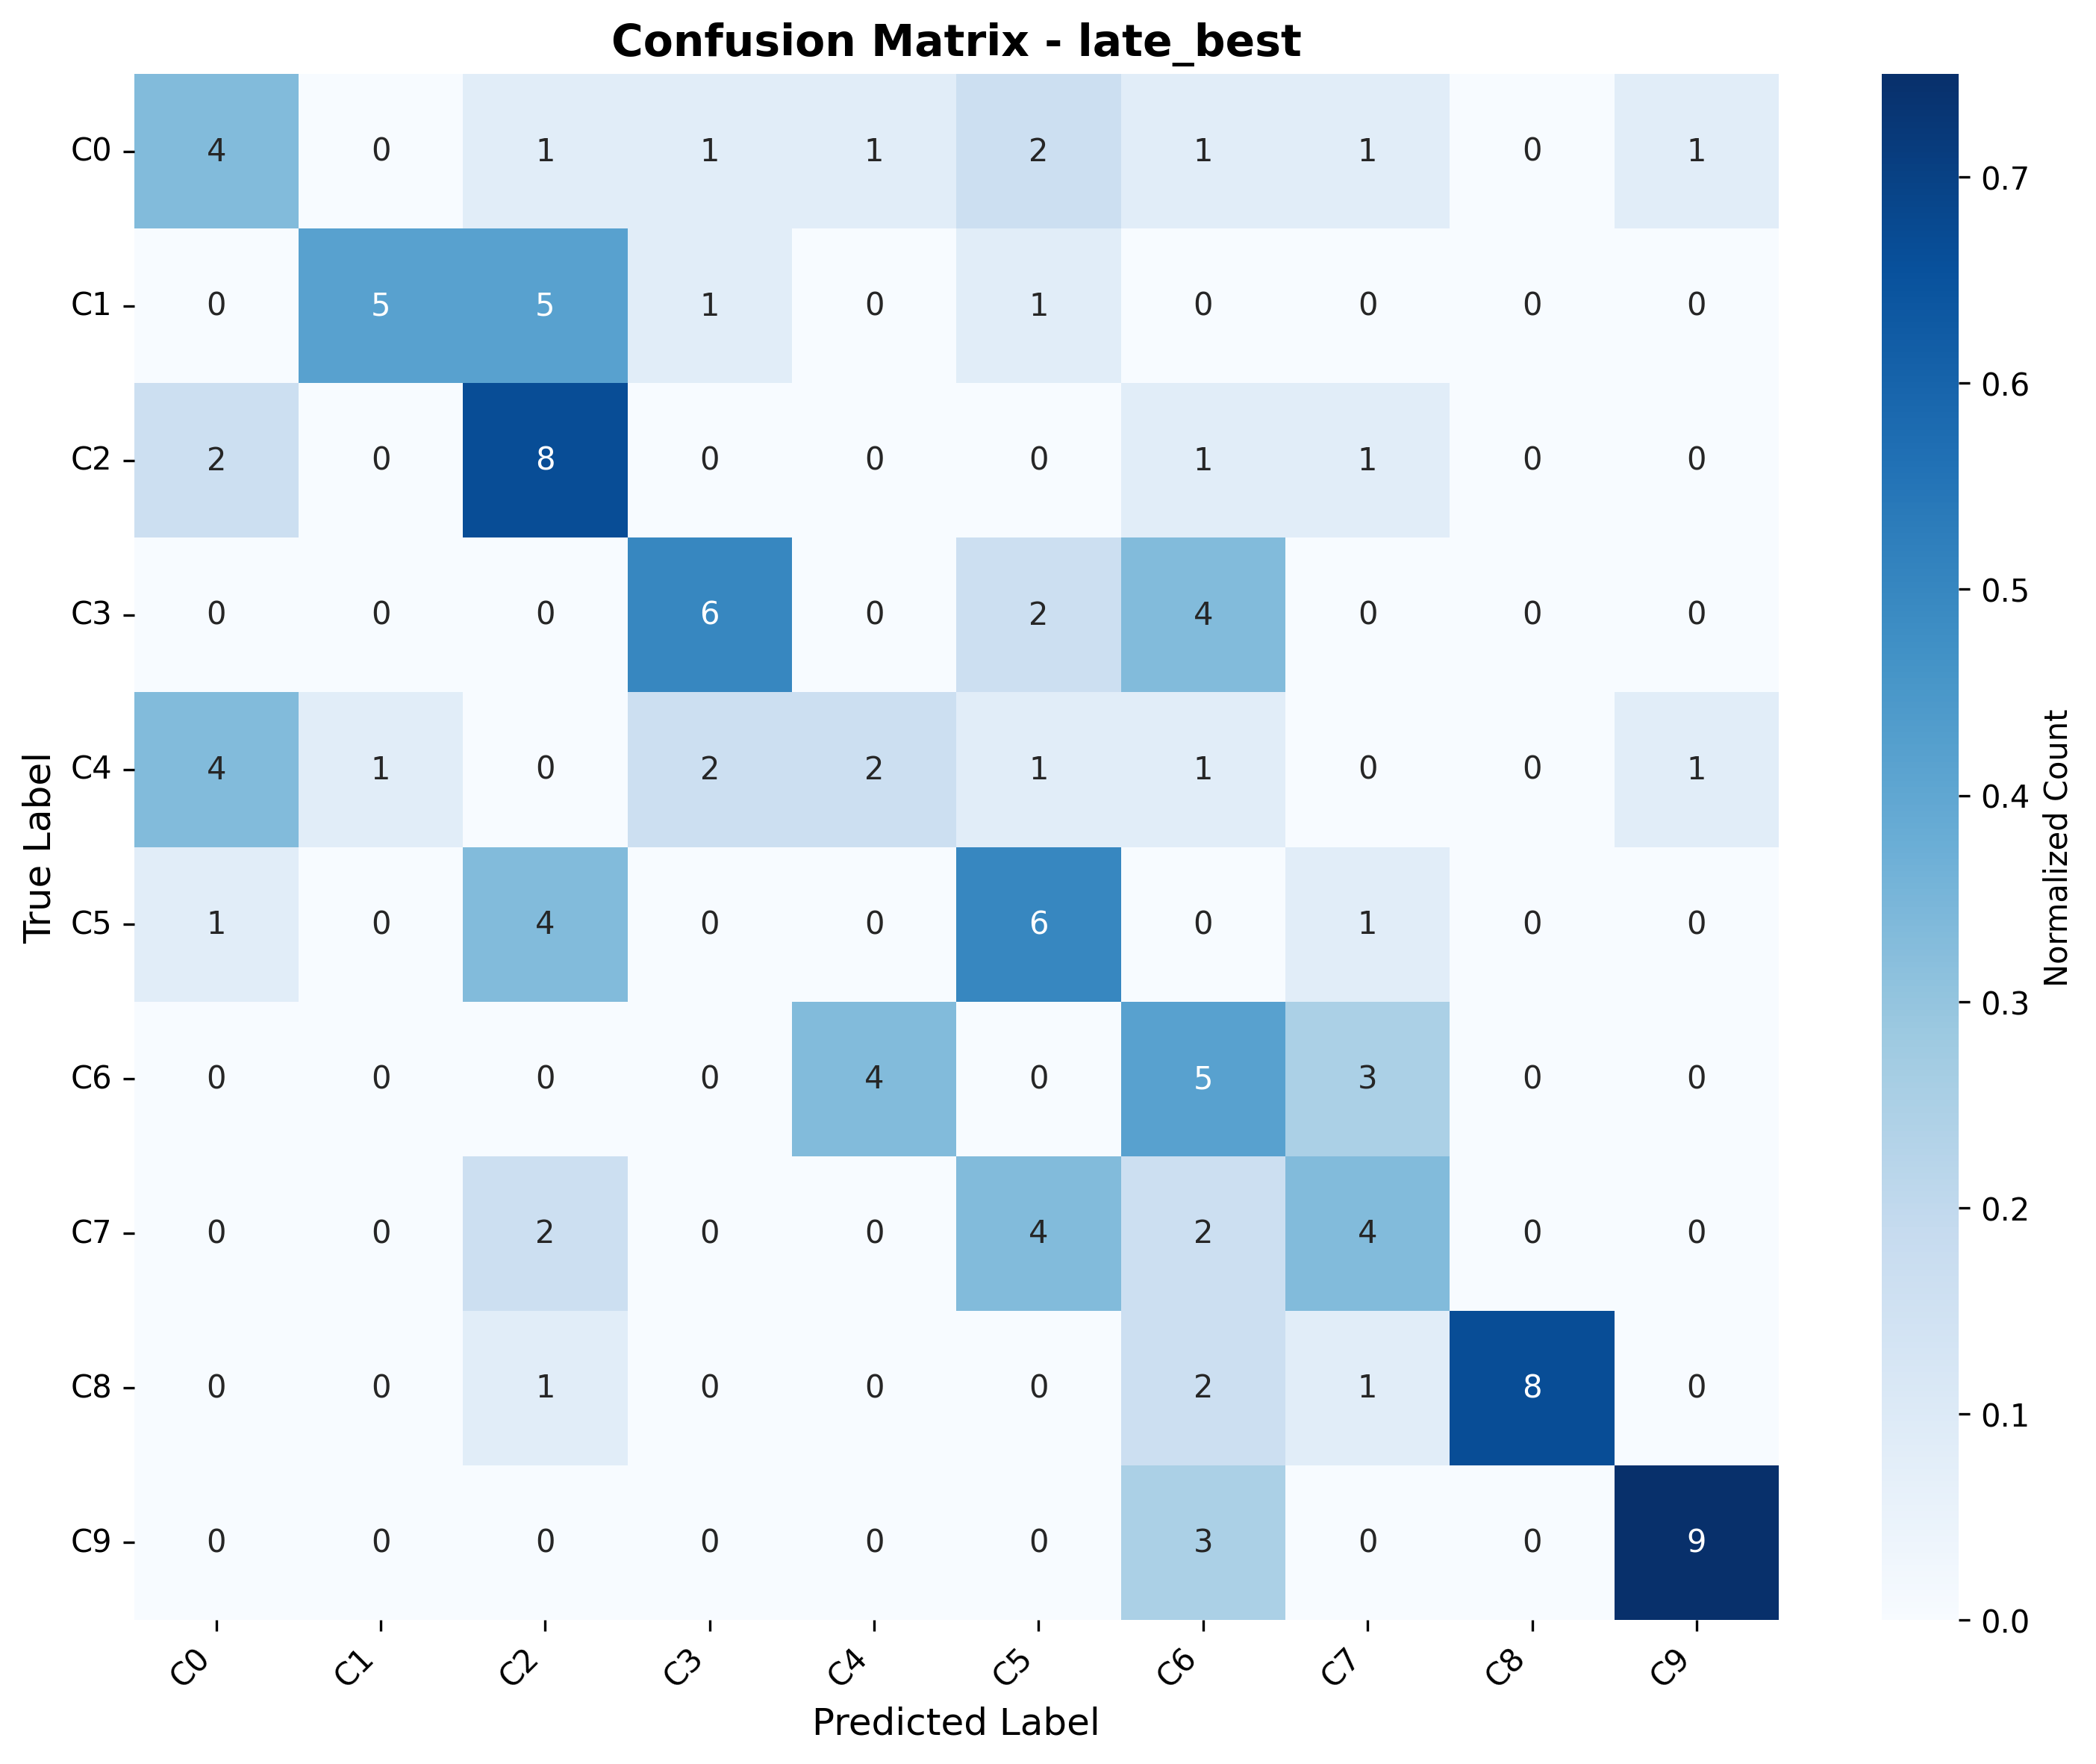 Confusion Matrix - late_best
C0 4 0 1 1 1 2 1 1 0 1
C1 0 5 5 1 0 1 0 0 0 0
C2 2 0 8 0 0 0 1 1 0 0
C3 0 0 0 6 0 2 4 0 0 0
C4 4 1 0 2 2 1 1 0 0 1
C5 1 0 4 0 0 6 0 1 0 0
C6 0 0 0 0 4 0 5 3 0 0
C7 0 0 2 0 0 4 2 4 0 0
C8 0 0 1 0 0 0 2 1 8 0
C9 0 0 0 0 0 0 3 0 0 9
C0 C1 C2 C3 C4 C5 C6 C7 C8 C9
Predicted Label
True Label
0.7
0.6
0.5
0.4
0.3
0.2
0.1
0.0
Normalized Count